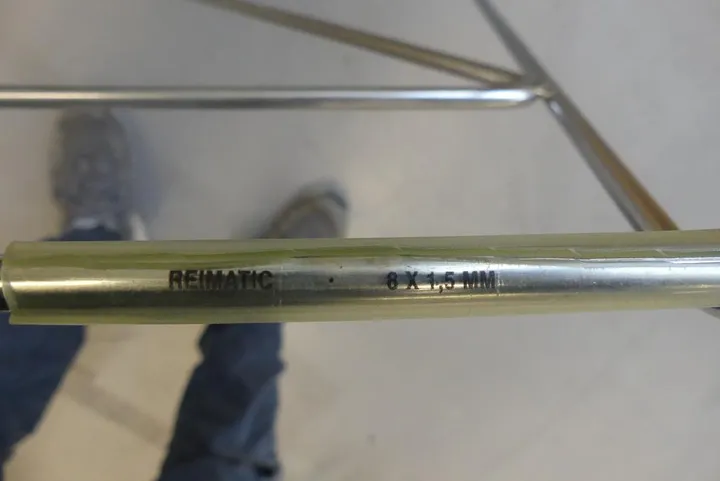 REIMATIC · 8 X 1,5 MM